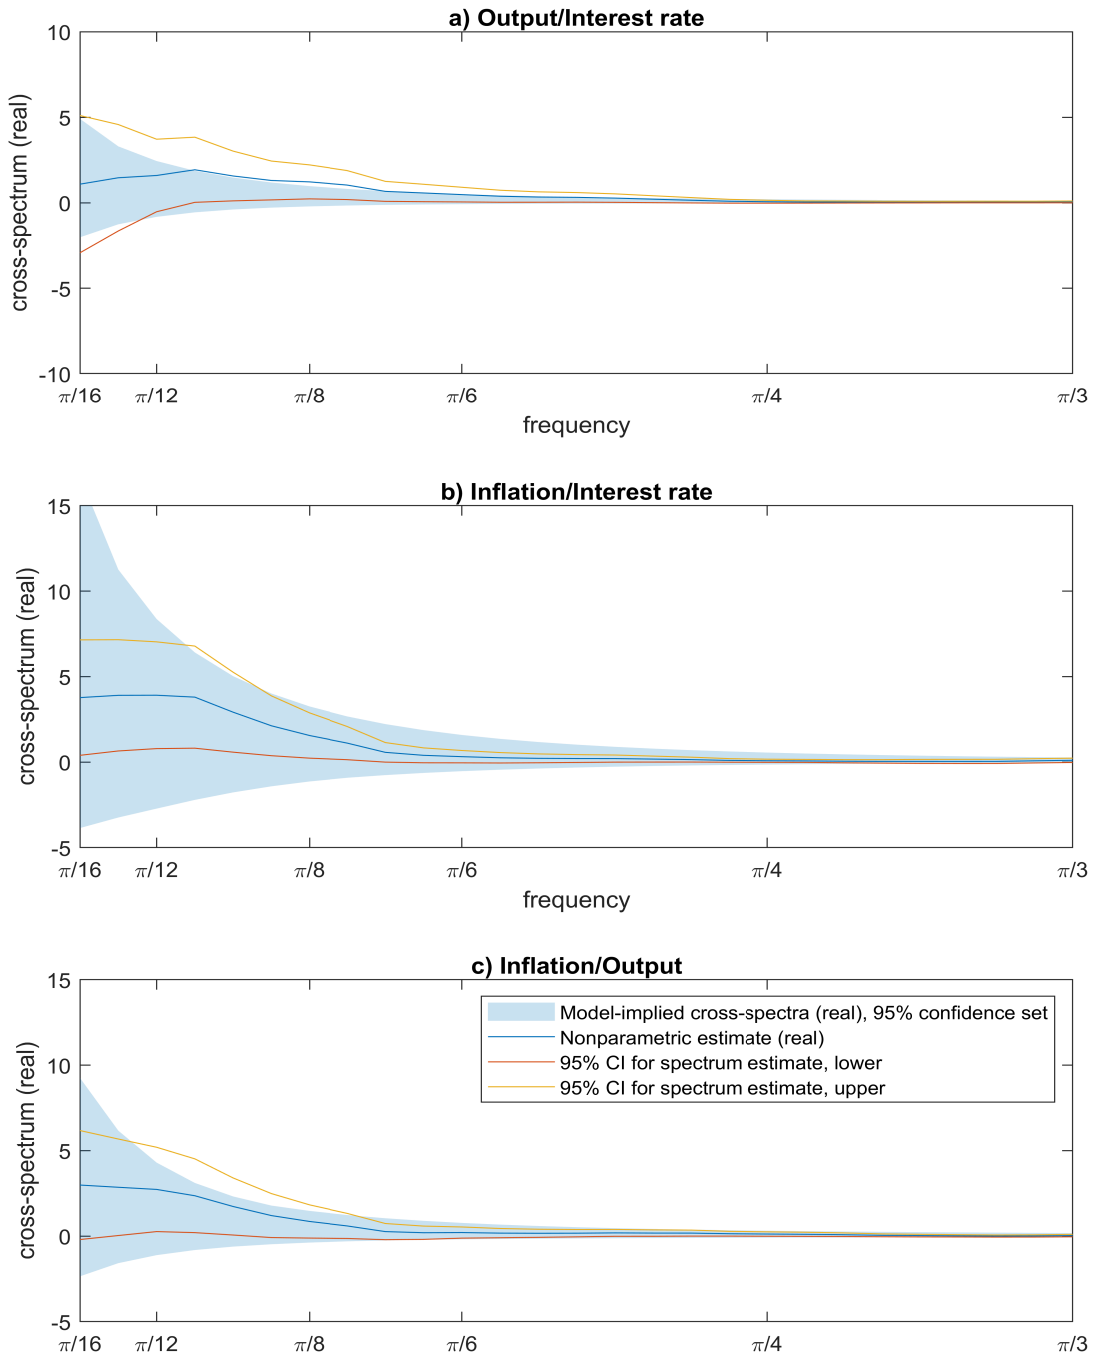 a) Output/Interest rate
10
5
0
-5
-10
cross-spectrum (real)
π/16 π/12 π/8 π/6 π/4 π/3
frequency
b) Inflation/Interest rate
15
10
5
0
-5
cross-spectrum (real)
π/16 π/12 π/8 π/6 π/4 π/3
frequency
c) Inflation/Output
15
10
5
0
-5
cross-spectrum (real)
Model-implied cross-spectra (real), 95% confidence set
Nonparametric estimate (real)
95% CI for spectrum estimate, lower
95% CI for spectrum estimate, upper
π/16 π/12 π/8 π/6 π/4 π/3